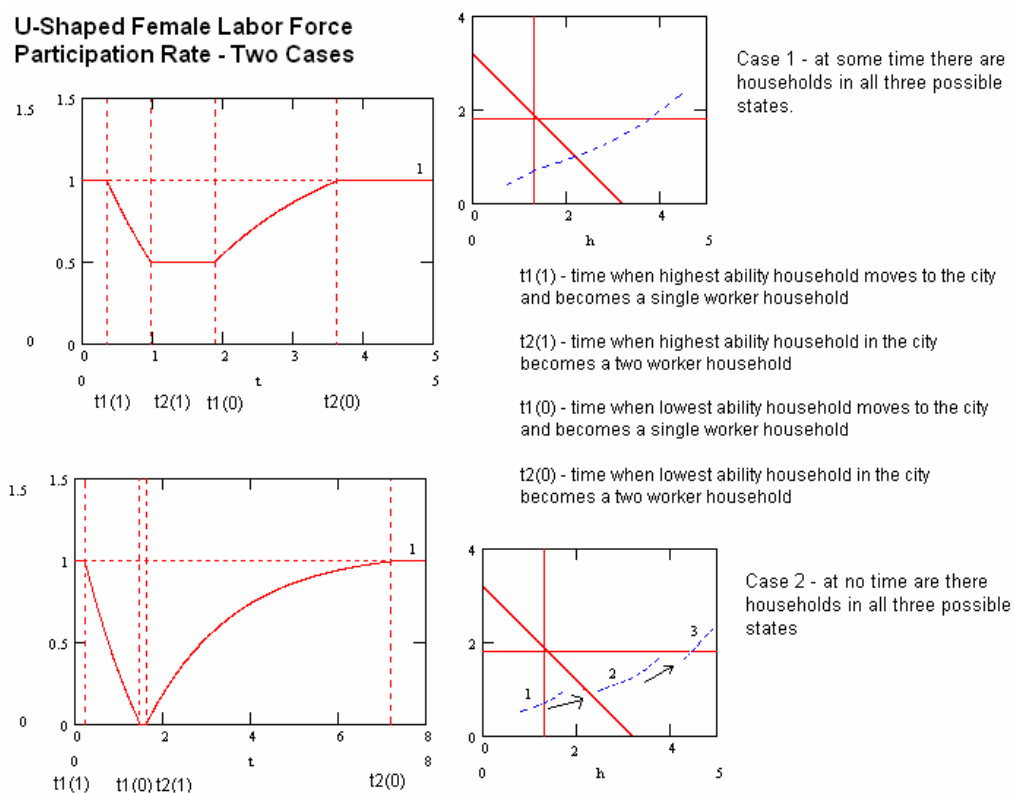 U-Shaped Female Labor Force
Participation Rate - Two Cases
1.5
1.5
1
0.5
0
0
1
0
1
2
3
4
5
0
t
5
t1(1)
t2(1)
t1(0)
t2(0)
4
2
0
0
2
4
0
h
5
Case 1 - at some time there are
households in all three possible
states.
t1(1) - time when highest ability household moves to the city
and becomes a single worker household
t2(1) - time when highest ability household in the city
becomes a two worker household
t1(0) - time when lowest ability household moves to the city
and becomes a single worker household
t2(0) - time when lowest ability household in the city
becomes a two worker household
1.5
1.5
1
0.5
0
0
1
0
2
4
6
8
0
t
8
t1(1)
t1(0)
t2(1)
t2(0)
4
2
0
1
2
3
0
2
4
0
h
5
Case 2 - at no time are there
households in all three possible
states